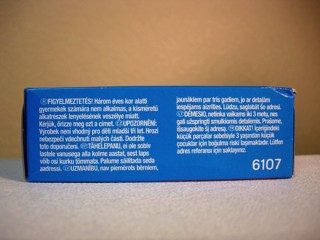 FIGYELMEZTETÉS! Három éves kor alatti
gyermekek számára nem alkalmas, a kisméretű
alkatrészek lenyelésének veszélye miatt.
Kérjük, őrizze meg ezt a címet. UPOZORNĚNÍ:
Výrobek není vhodný pro děti mladší tří let. Hrozí
nebezpečí vdechnutí malých dílků. Dodržte
toto doporučení. TÄHELEPANU, ei ole sobiv
lastele vanusega alla kolme aastat, sest laps
võib osi kurku tõmmata. Palume säilitada seda
aadressi. UZMANĪBU, nav piemērots bērniem,
jaunākiem par trīs gadiem, jo ar detaļām
iespējams aizrīties. Lūdzu, saglabāt šo adresi.
DĖMESIO, netinka vaikams iki 3 metų, nes
gali užspringti smulkiomis detalėmis. Prašome,
išsaugokite šį adresą. DIKKAT! İçeriğindeki
küçük parçalar sebebiyle 3 yaşından küçük
çocuklar için boğulma riski taşımaktadır. Lütfen
adres referansı için saklayınız.
6107